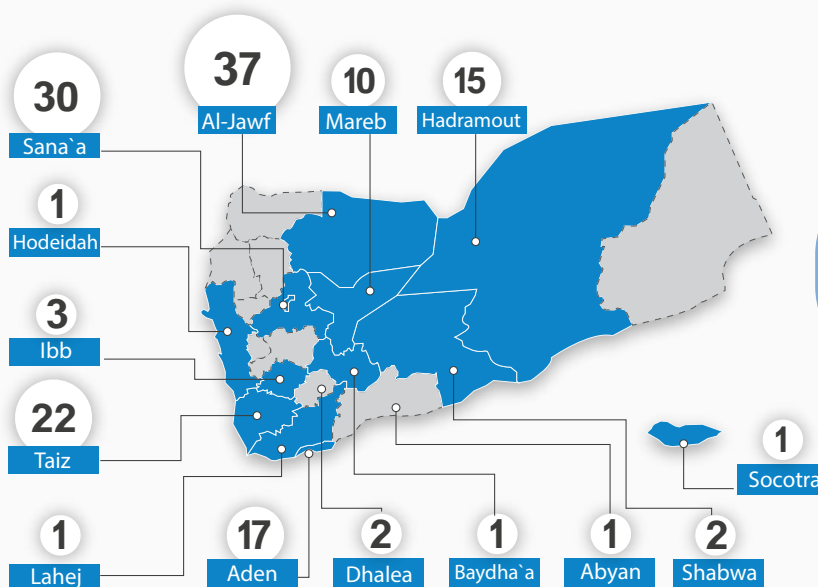 37
Al-Jawf
10
Mareb
15
Hadramout
30
Sana`a
1
Hodeidah
3
Ibb
22
Taiz
1
Socotra
1
Lahej
17
Aden
2
Dhalea
1
Baydha`a
1
Abyan
2
Shabwa